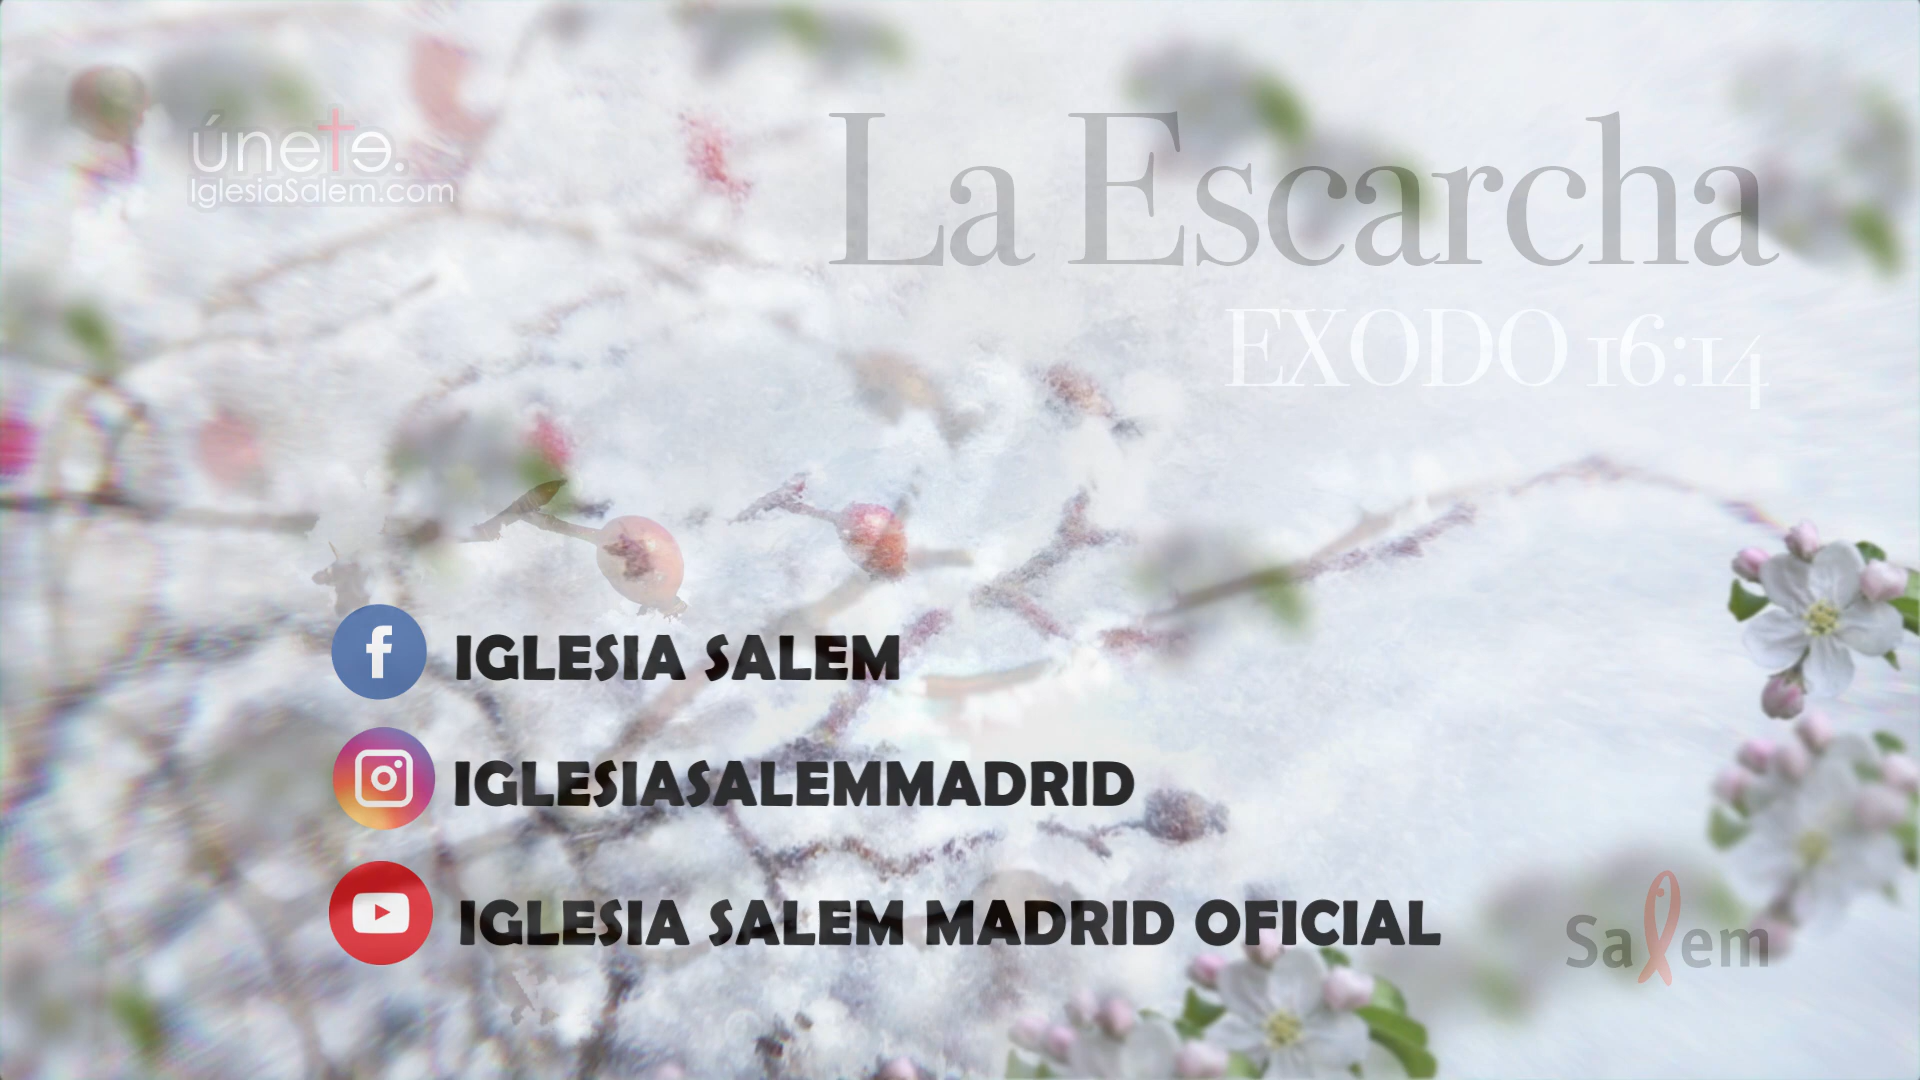 únete.
IglesiaSalem.com
La Escarcha
EXODO 16:14
IGLESIA SALEM
IGLESIASALEMMADRID
IGLESIA SALEM MADRID OFICIAL
Salem